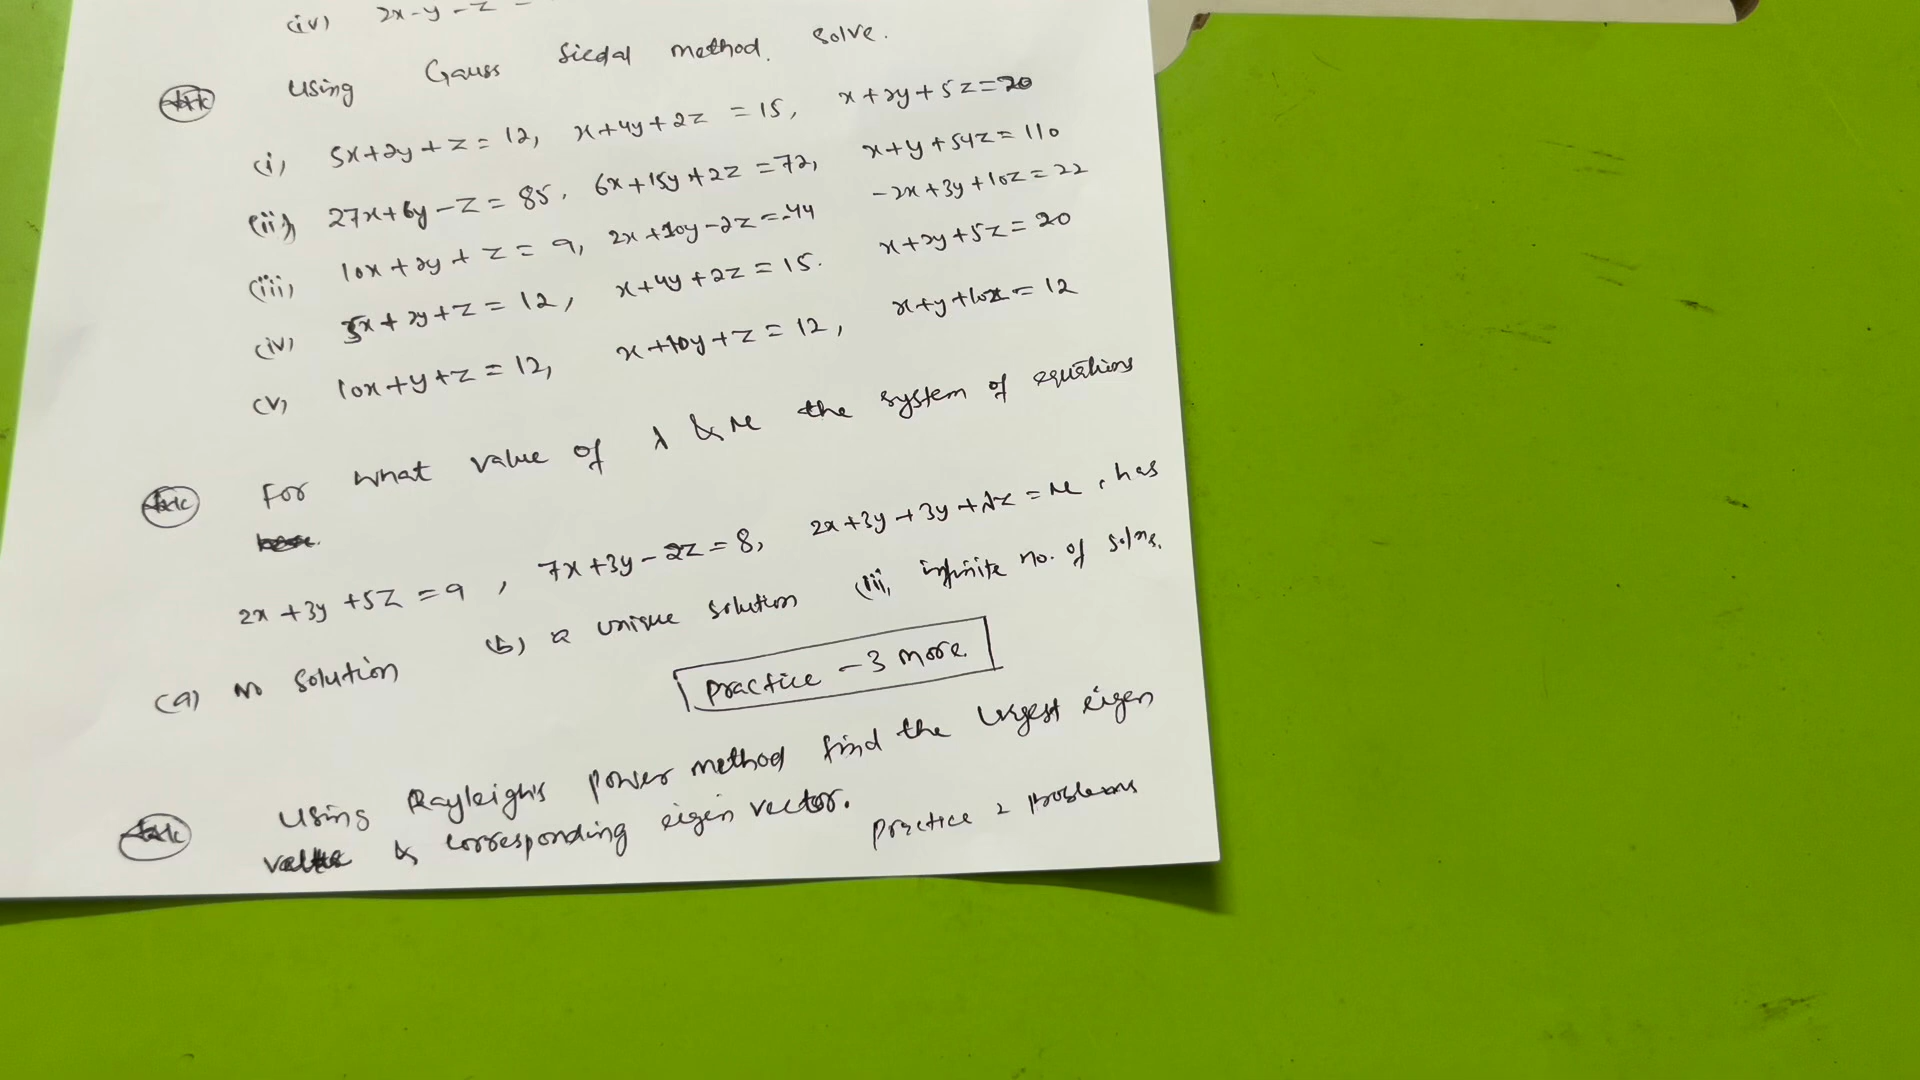 (iv) 2x-y-z
Using Gauss Siedal method. Solve.
(i) 5x+2y+z=12, x+4y+2z =15, x+2y+5z=20
(ii) 27x+6y-z=85, 6x+15y+2z=72, x+y+54z=110
(iii) 10x+2y+z=9, 2x+10y-2z=-44 -2x+3y+10z=22
(iv) 5x+2y+z=12, x+4y+2z=15. x+2y+5z=20
(v) 10x+y+z=12, x+10y+z=12, x+y+10z=12
For what value of λ & μ the system of equations
2x+3y+5z=9, 7x+3y-2z=8, 2x+3y+3y+λz=μ, has
(a) no solution (b) a unique solution (iii) infinite no. of solns.
practice -3 more.
Using Rayleigh's power method find the largest eigen
value & corresponding eigen vector.
practice 2 problems